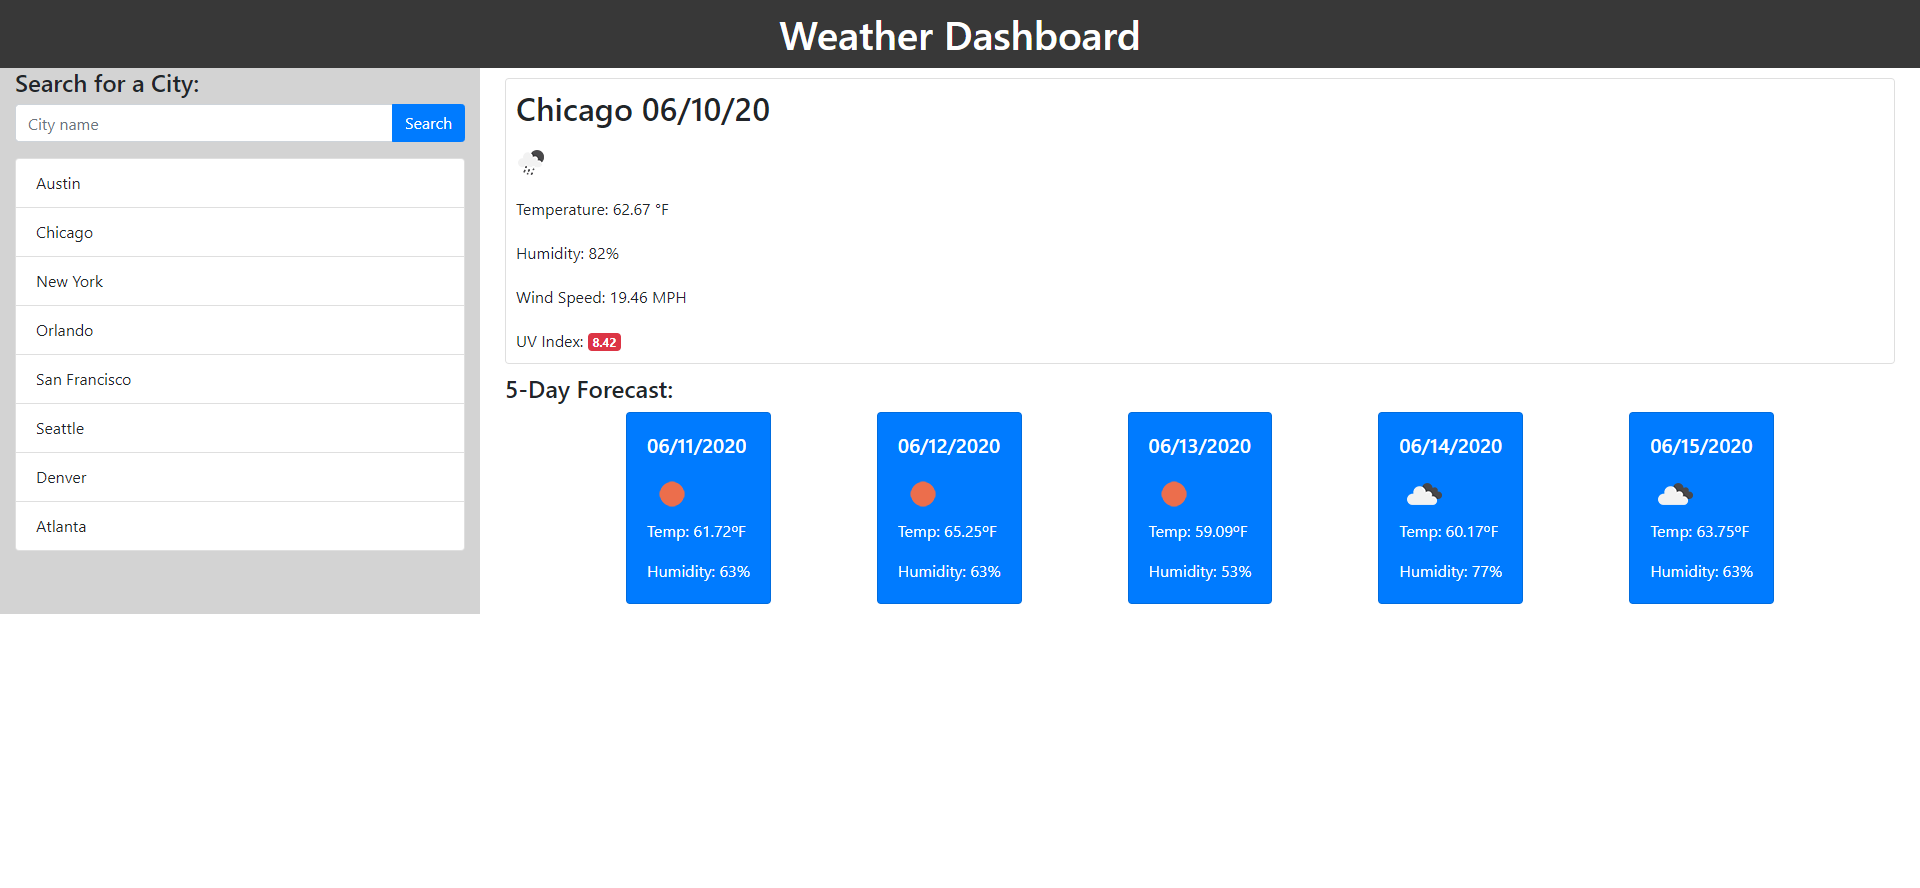 Weather Dashboard
Search for a City:
City name
Search
Austin
Chicago
New York
Orlando
San Francisco
Seattle
Denver
Atlanta
Chicago 06/10/20
Temperature: 62.67 °F
Humidity: 82%
Wind Speed: 19.46 MPH
UV Index: 8.42
5-Day Forecast:
06/11/2020
Temp: 61.72ºF
Humidity: 63%
06/12/2020
Temp: 65.25ºF
Humidity: 63%
06/13/2020
Temp: 59.09ºF
Humidity: 53%
06/14/2020
Temp: 60.17ºF
Humidity: 77%
06/15/2020
Temp: 63.75ºF
Humidity: 63%